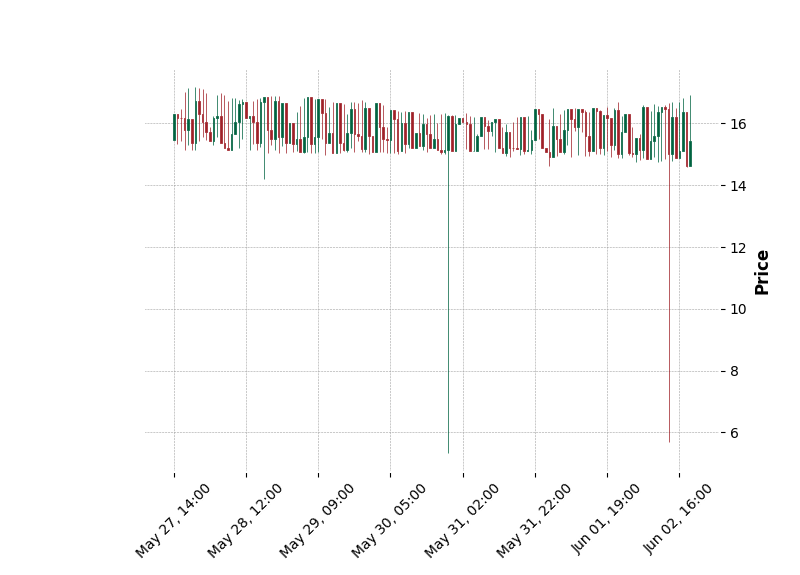 16
14
12
10
8
6
Price
May 27, 14:00
May 28, 12:00
May 29, 09:00
May 30, 05:00
May 31, 02:00
May 31, 22:00
Jun 01, 19:00
Jun 02, 16:00